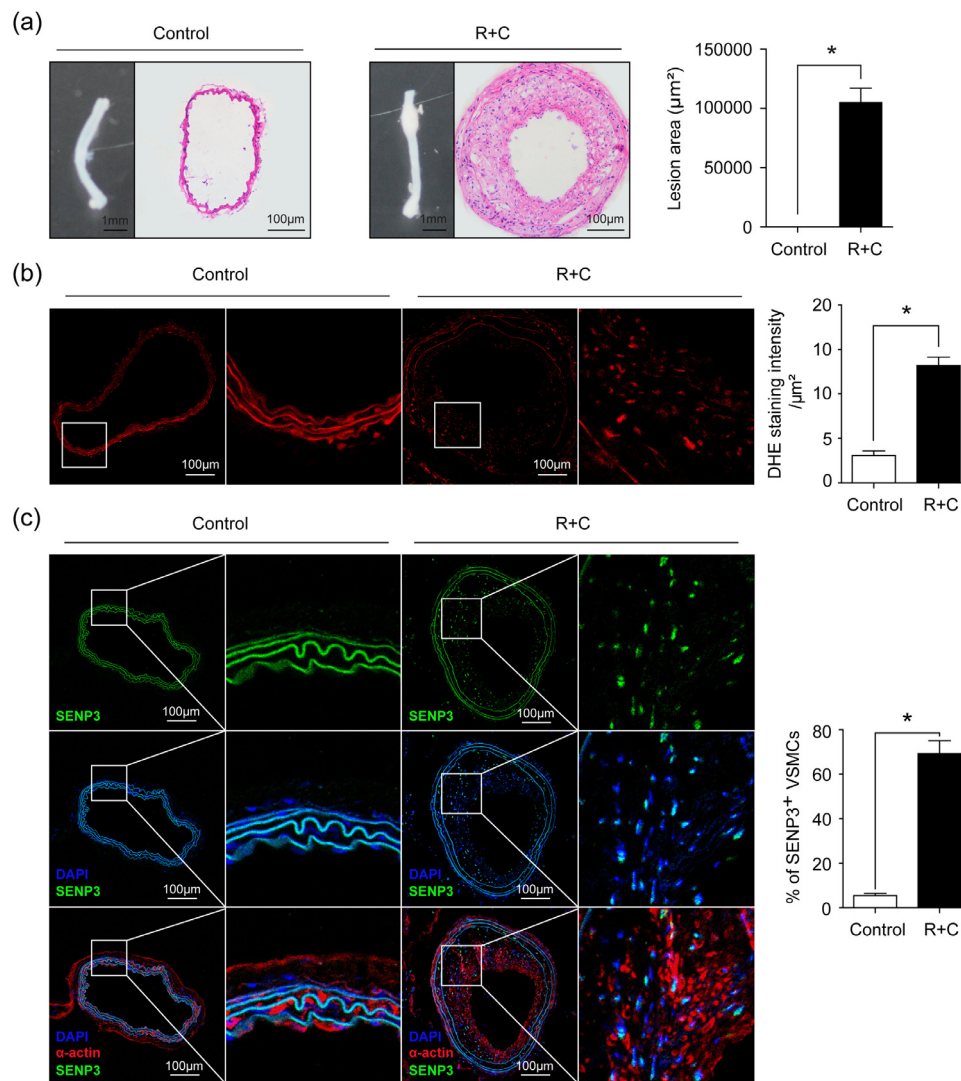 (a)
Control
R+C
1mm
100µm
1mm
100µm
Lesion area (µm²)
150000
100000
50000
0
*
Control
R+C
(b)
Control
R+C
100µm
100µm
DHE staining intensity
/µm²
20
10
10
5
0
*
Control
R+C
(c)
Control
R+C
SENP3
100µm
SENP3
100µm
DAPI
SENP3
100µm
DAPI
SENP3
100µm
DAPI
α-actin
SENP3
100µm
DAPI
α-actin
SENP3
100µm
% of SENP3⁺ VSMCs
80
60
40
20
0
*
Control
R+C